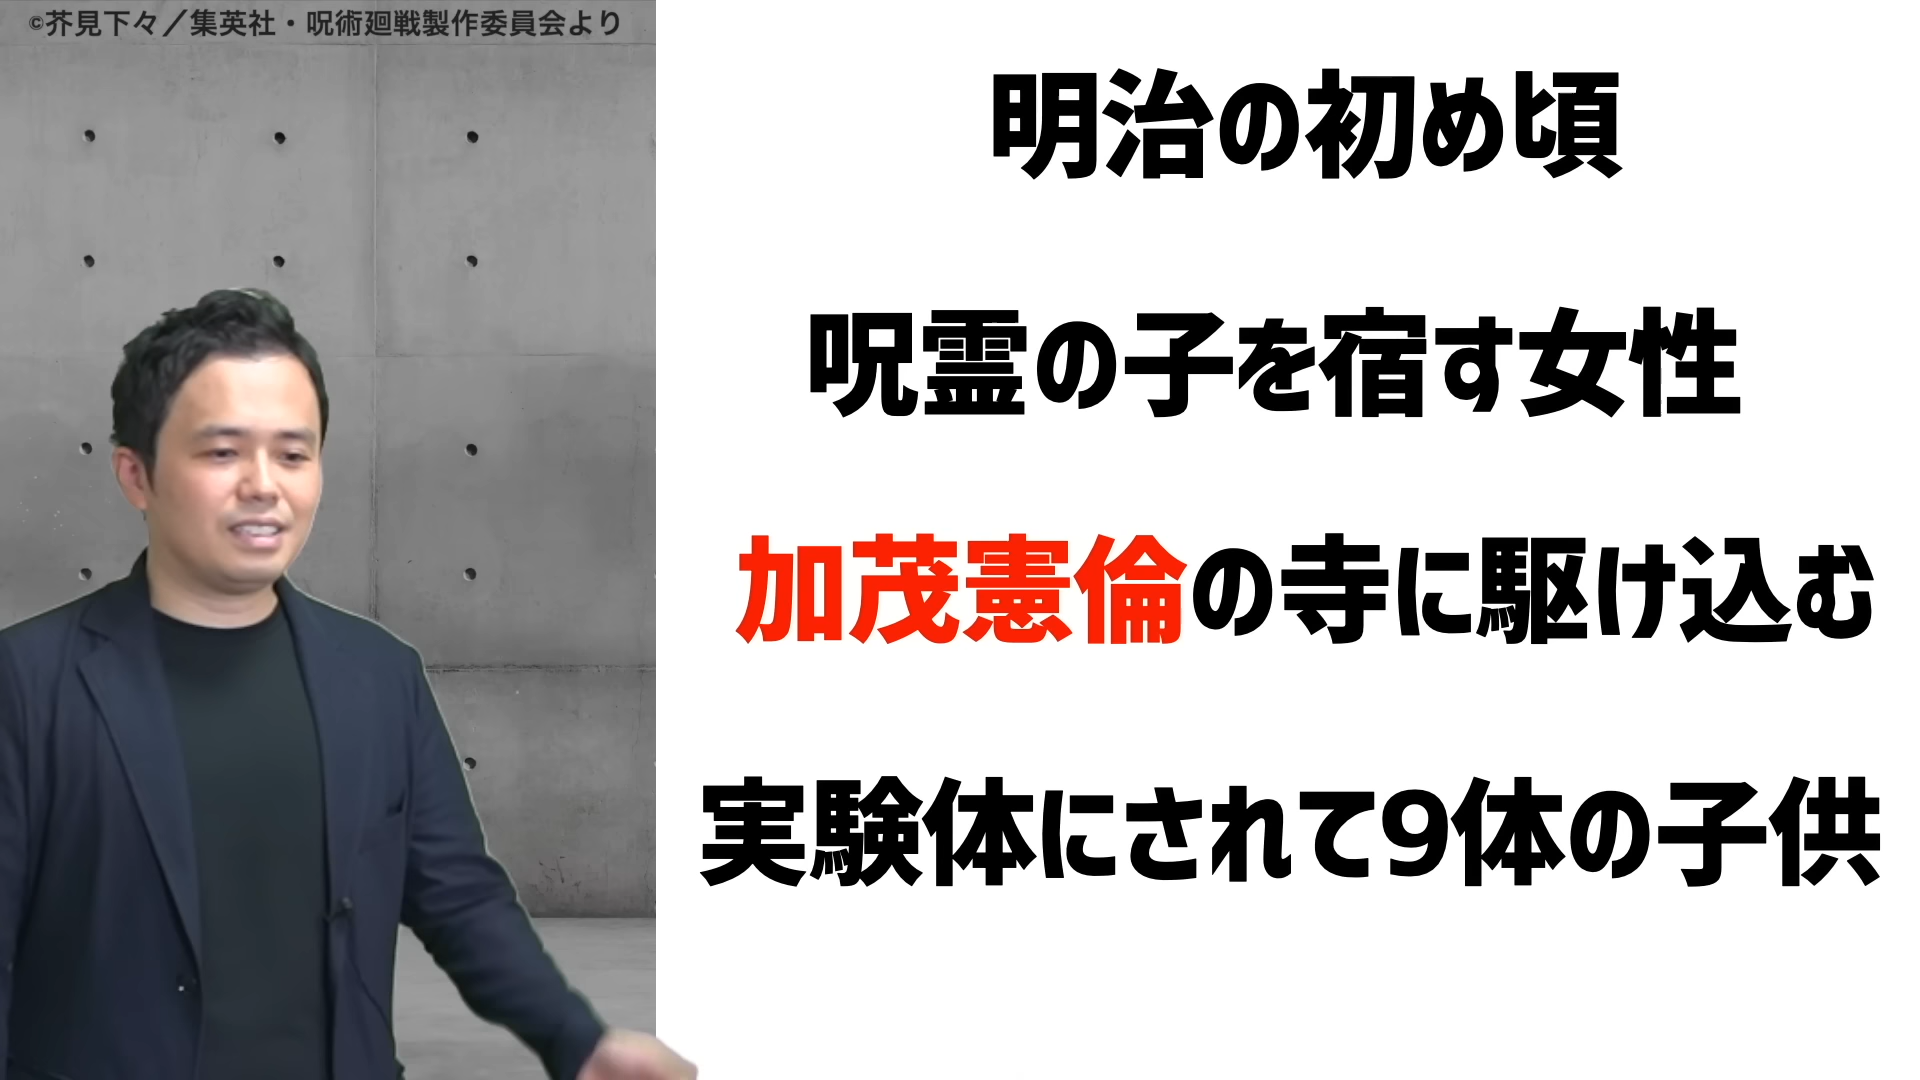 ©芥見下々／集英社・呪術廻戦製作委員会より
明治の初め頃
呪霊の子を宿す女性
加茂憲倫の寺に駆け込む
実験体にされて9体の子供